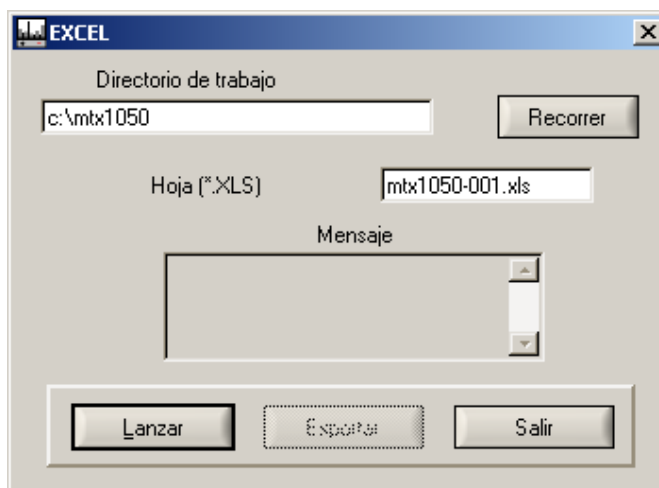 EXCEL
Directorio de trabajo
c:\mtx1050
Recorrer
Hoja (*.XLS)
mtx1050-001.xls
Mensaje
Lanzar
Exportar
Salir